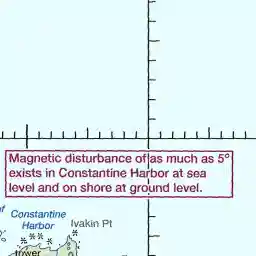 Magnetic disturbance of as much as 5°
exists in Constantine Harbor at sea
level and on shore at ground level.
Constantine
Harbor
Ivakin Pt
tower